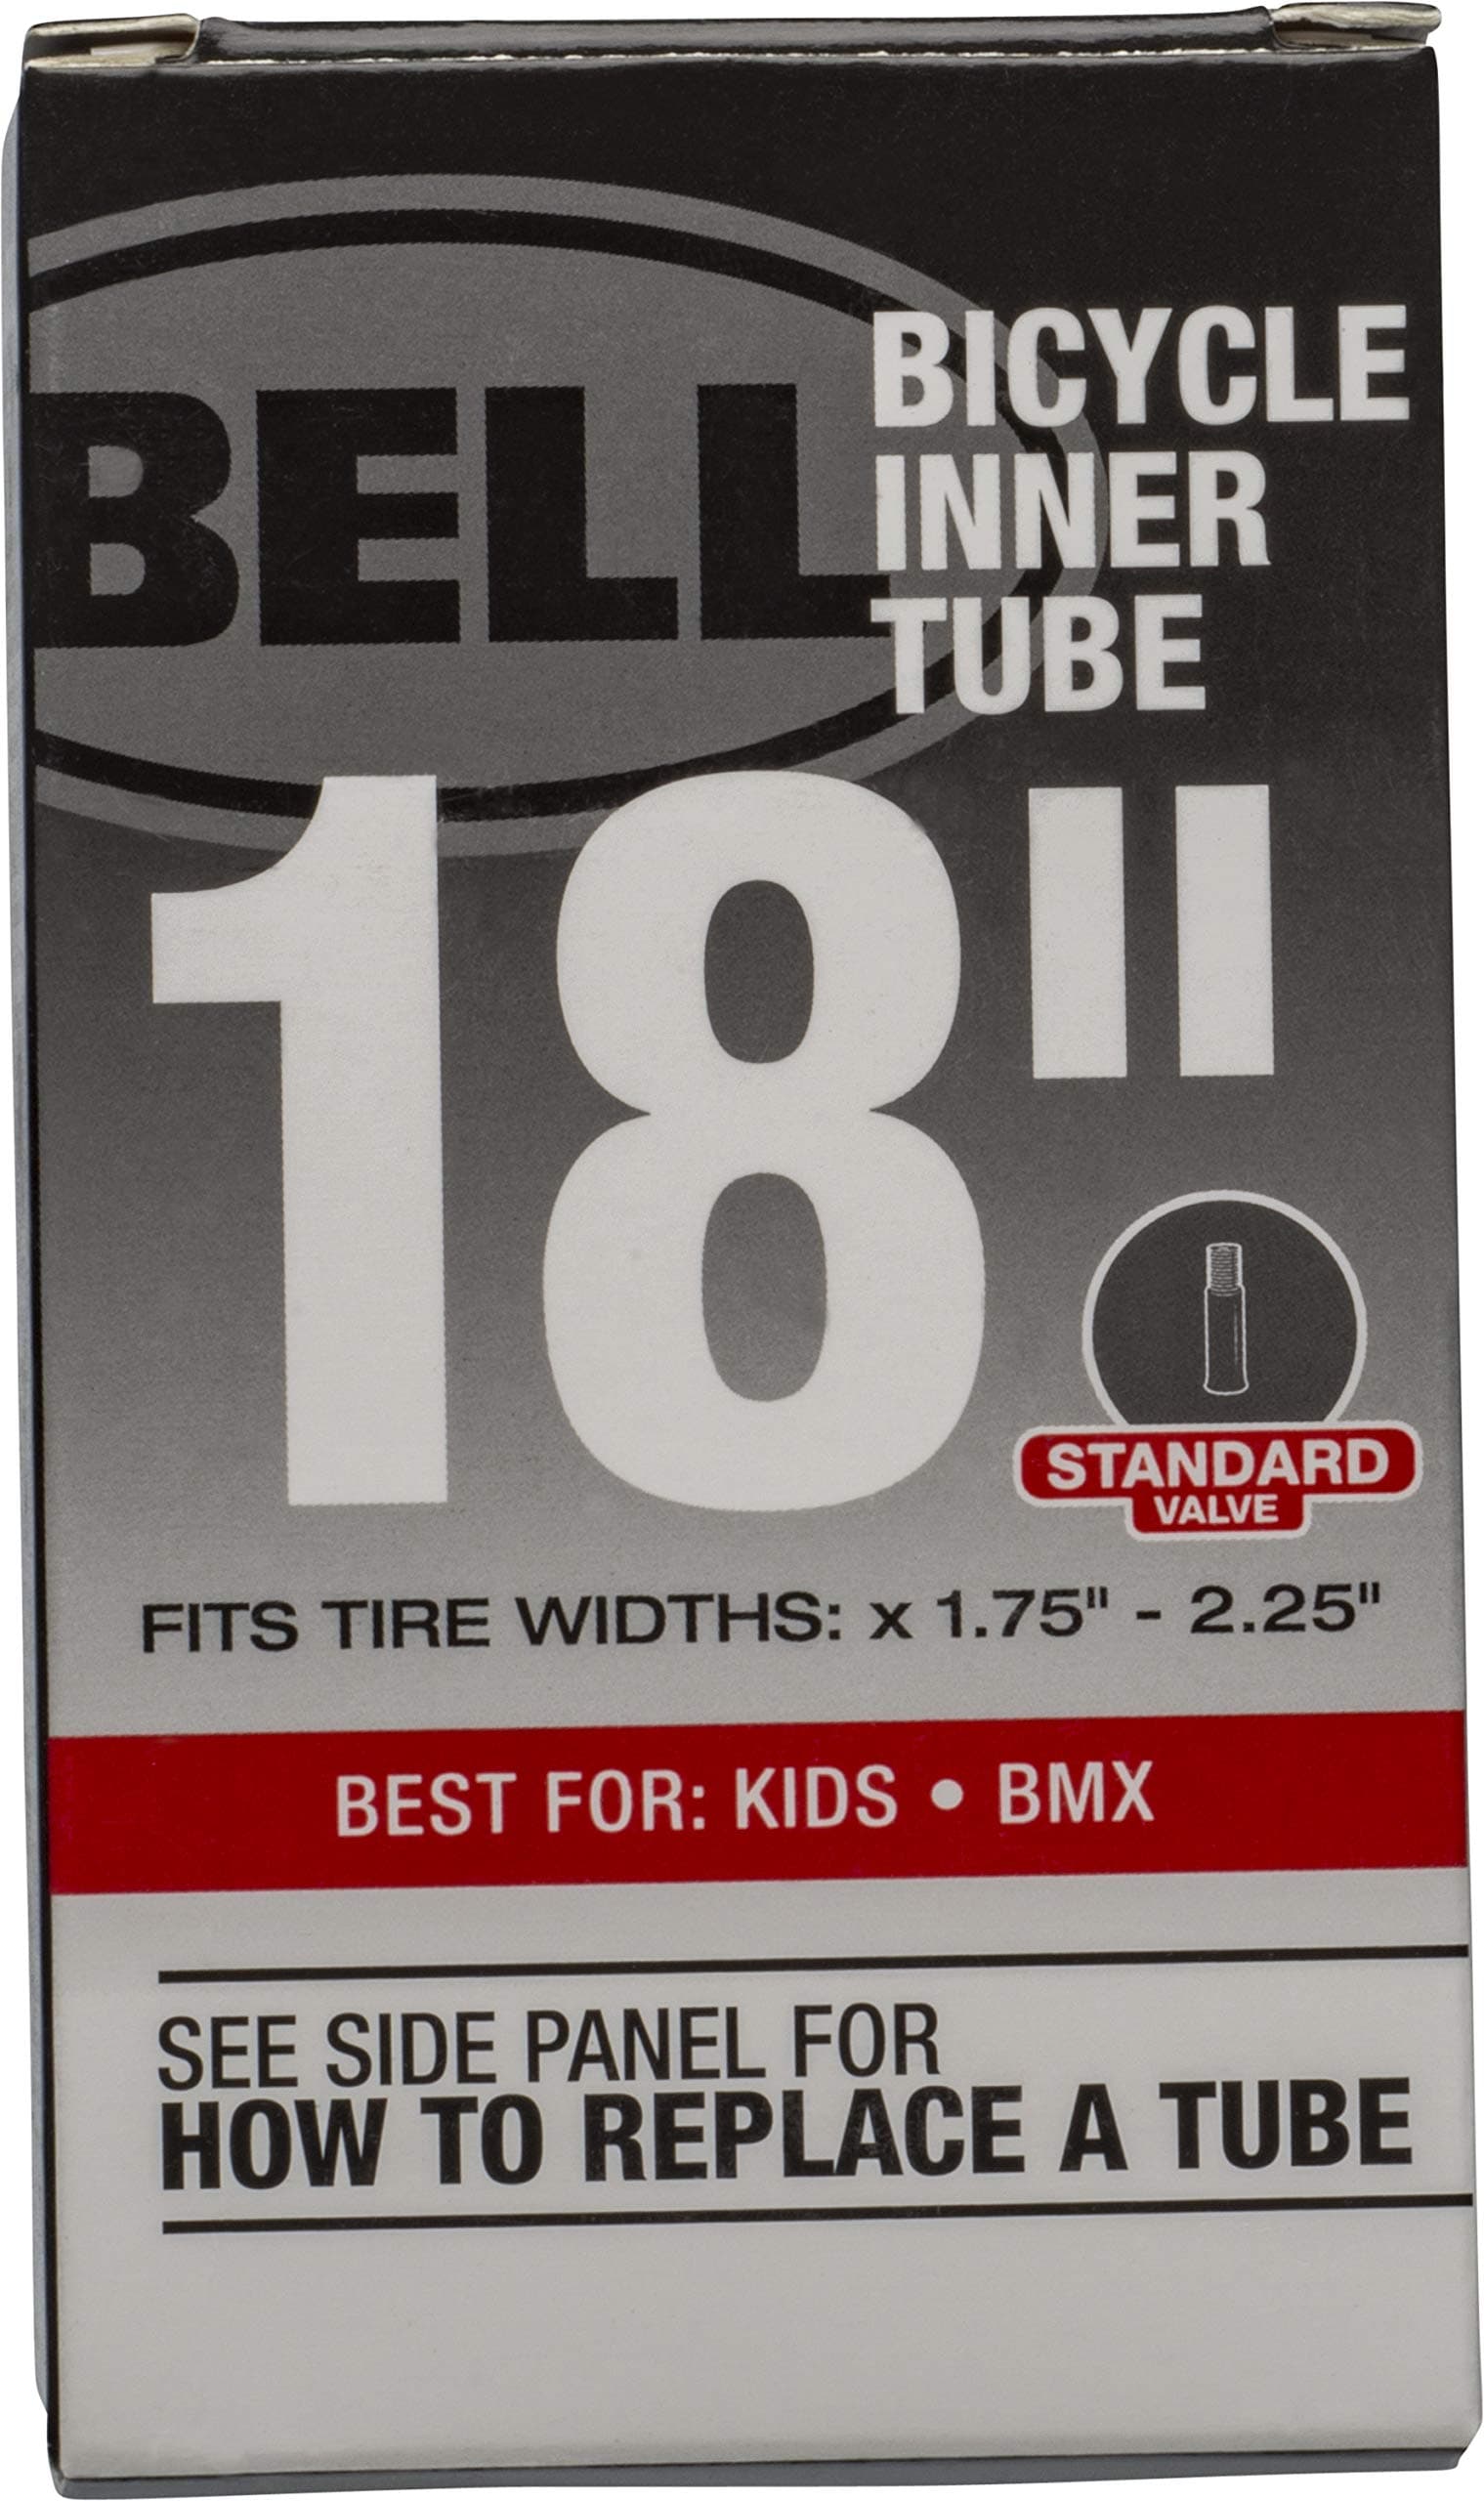 BELL
BICYCLE
INNER
TUBE
18"
STANDARD
VALVE
FITS TIRE WIDTHS: x 1.75" - 2.25"
BEST FOR: KIDS • BMX
SEE SIDE PANEL FOR
HOW TO REPLACE A TUBE